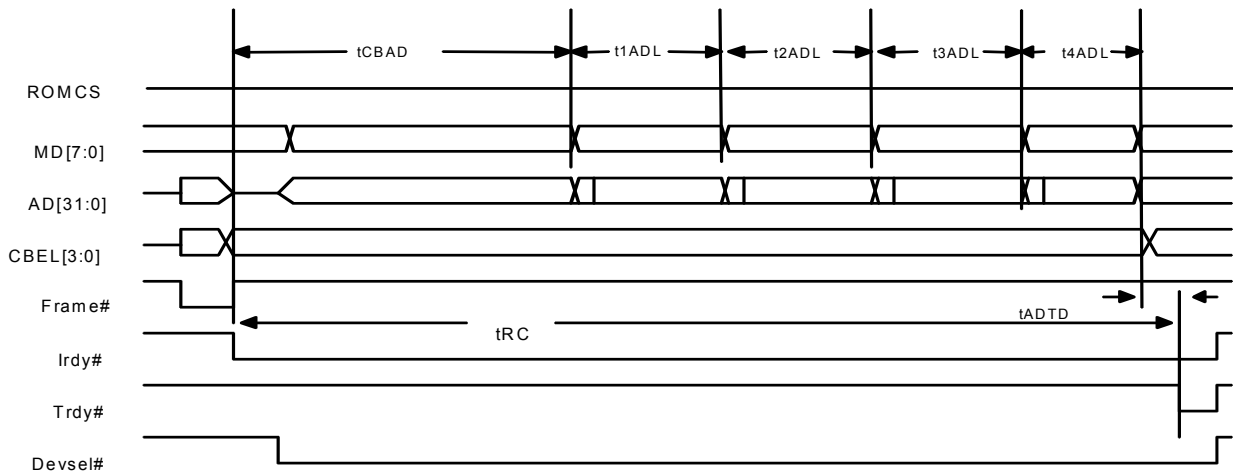 tCBAD t1ADL t2ADL t3ADL t4ADL
ROMCS
MD[7:0]
AD[31:0]
CBEL[3:0]
Frame#
tADTD
tRC
Irdy#
Trdy#
Devsel#